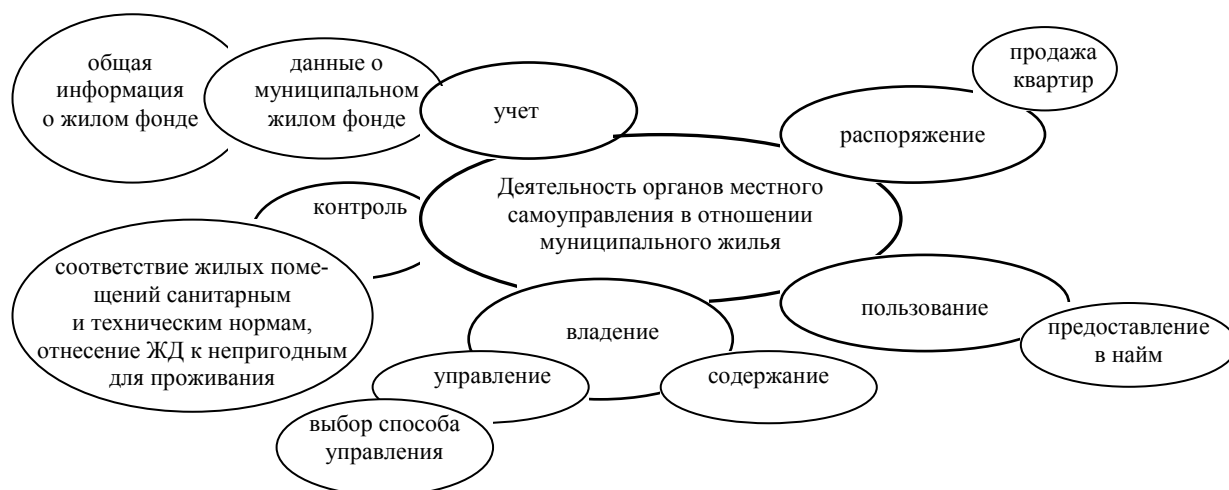 общая
информация
о жилом фонде
данные о
муниципальном
жилом фонде
учет
продажа
квартир
распоряжение
Деятельность органов местного
самоуправления в отношении
муниципального жилья
контроль
соответствие жилых поме-
щений санитарным
и техническим нормам,
отнесение ЖД к непригодным
для проживания
владение
управление
выбор способа
управления
содержание
пользование
предоставление
в найм